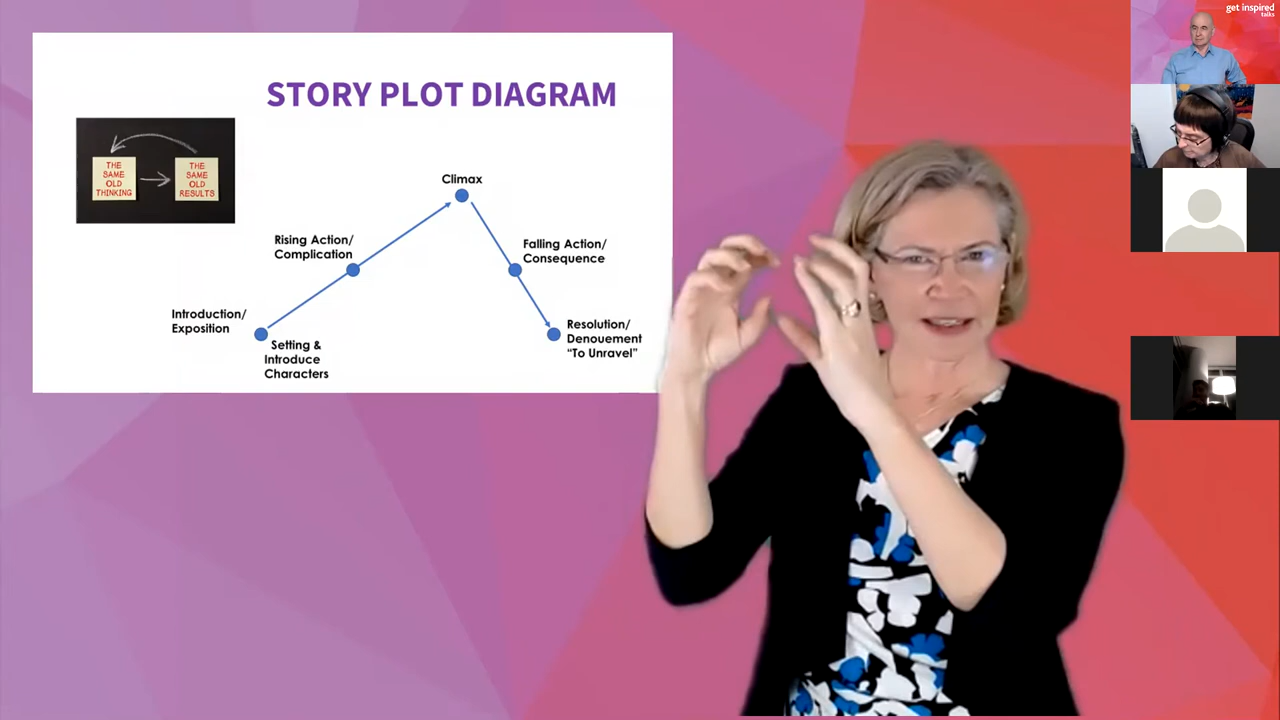 get inspired
talks
STORY PLOT DIAGRAM
THE
SAME
OLD
THINKING
THE
SAME
OLD
RESULTS
Climax
Rising Action/
Complication
Falling Action/
Consequence
Introduction/
Exposition
Setting &
Introduce
Characters
Resolution/
Denouement
“To Unravel”